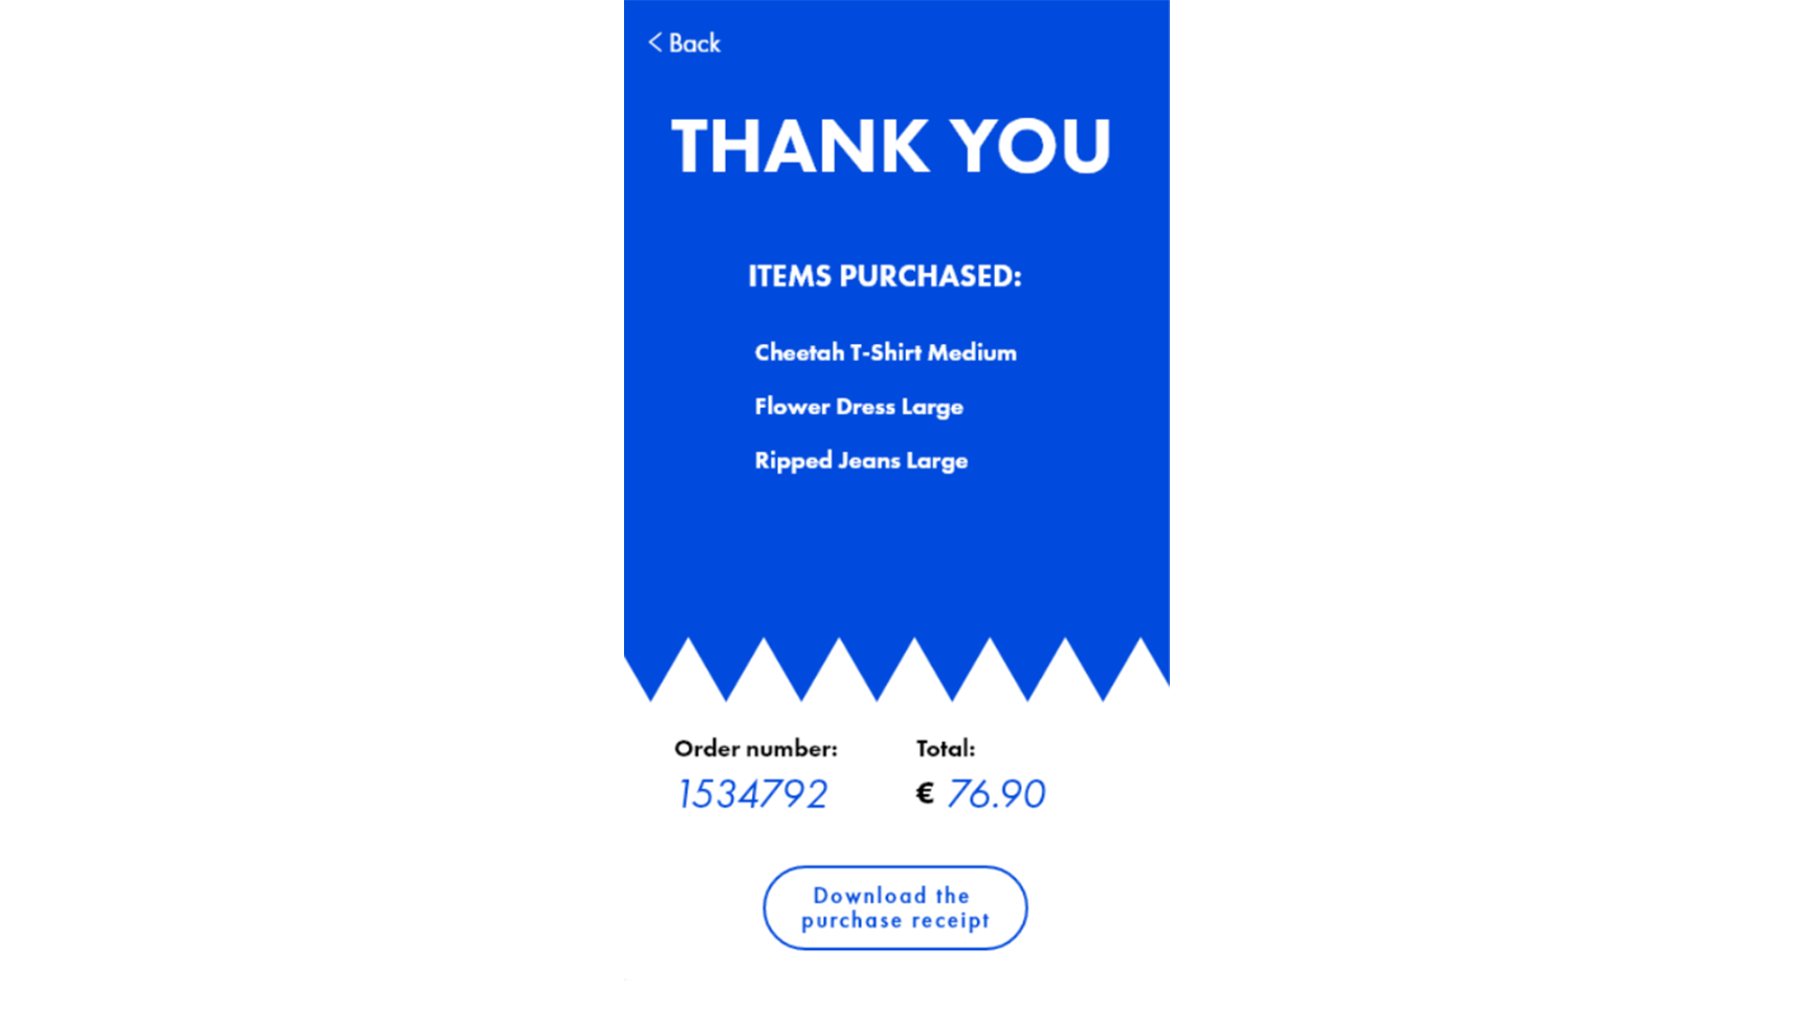 < Back
THANK YOU
ITEMS PURCHASED:
Cheetah T-Shirt Medium
Flower Dress Large
Ripped Jeans Large
Order number: Total:
1534792 € 76.90
Download the
purchase receipt